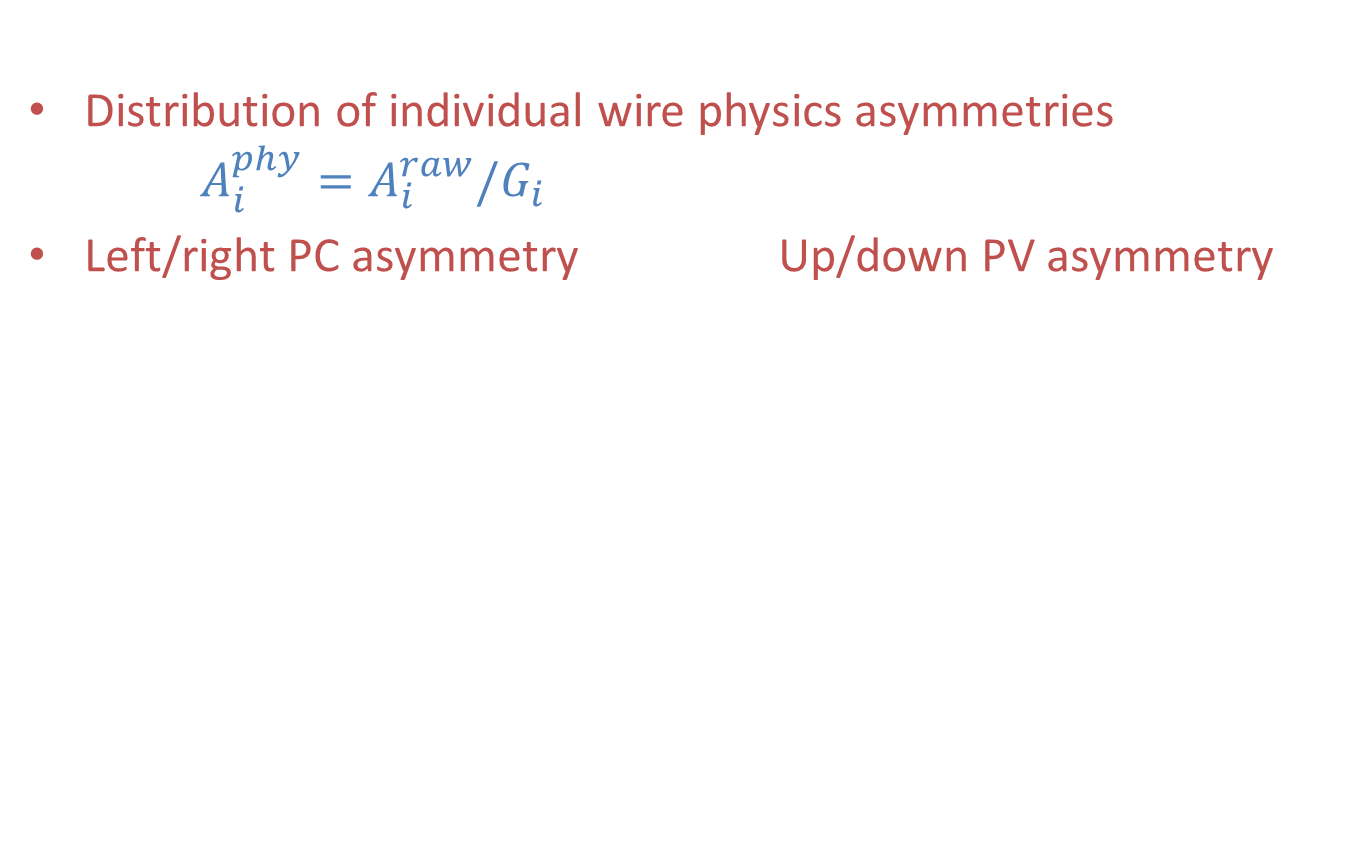 • Distribution of individual wire physics asymmetries
$A_i^{phy} = A_i^{raw}/G_i$
• Left/right PC asymmetry Up/down PV asymmetry